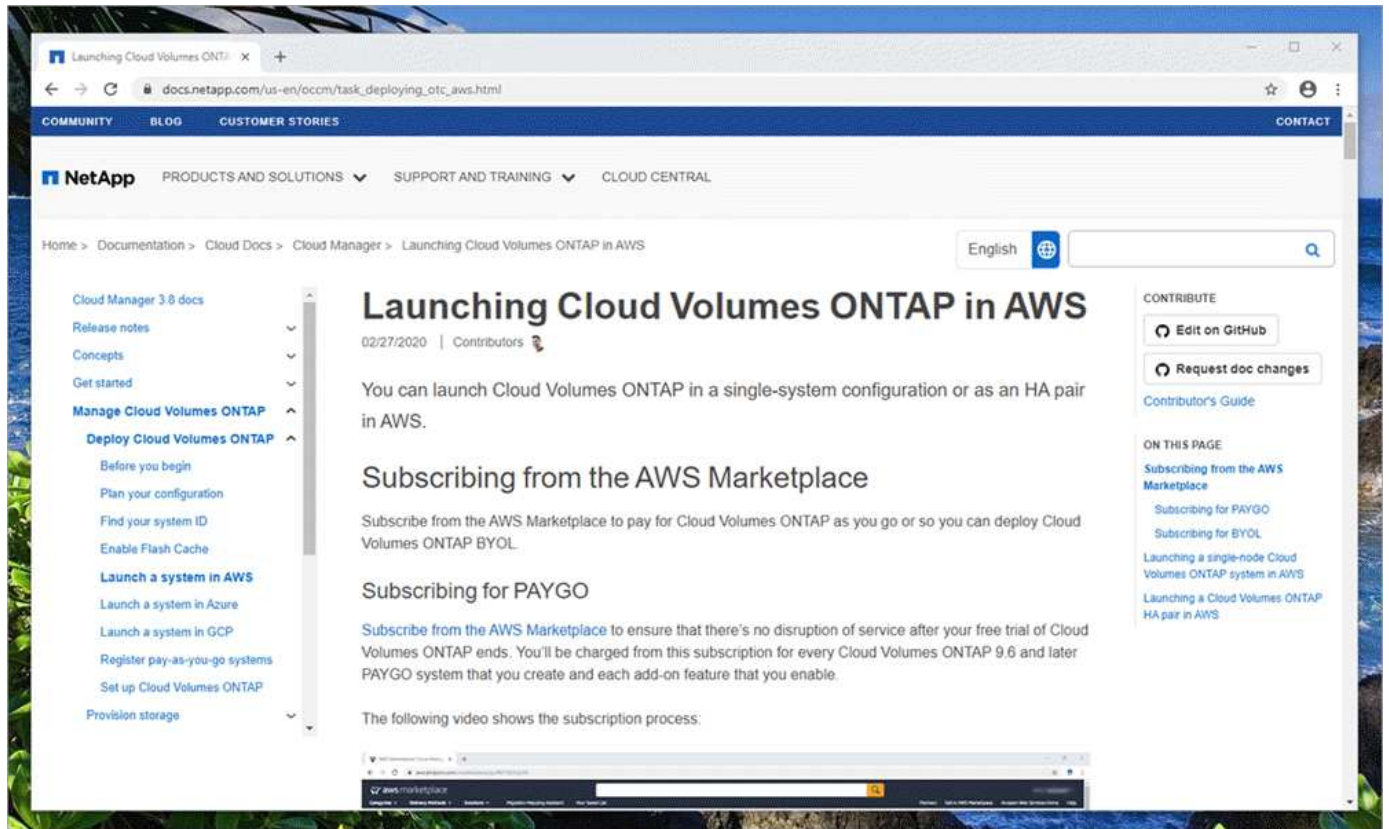 Launching Cloud Volumes ONTA
docs.netapp.com/us-en/occm/task_deploying_otc_aws.html
COMMUNITY BLOG CUSTOMER STORIES CONTACT
NetApp PRODUCTS AND SOLUTIONS SUPPORT AND TRAINING CLOUD CENTRAL
Home > Documentation > Cloud Docs > Cloud Manager > Launching Cloud Volumes ONTAP in AWS
English
Cloud Manager 3.8 docs
Release notes
Concepts
Get started
Manage Cloud Volumes ONTAP
Deploy Cloud Volumes ONTAP
Before you begin
Plan your configuration
Find your system ID
Enable Flash Cache
Launch a system in AWS
Launch a system in Azure
Launch a system in GCP
Register pay-as-you-go systems
Set up Cloud Volumes ONTAP
Provision storage
Launching Cloud Volumes ONTAP in AWS
02/27/2020 | Contributors
You can launch Cloud Volumes ONTAP in a single-system configuration or as an HA pair
in AWS.
Subscribing from the AWS Marketplace
Subscribe from the AWS Marketplace to pay for Cloud Volumes ONTAP as you go or so you can deploy Cloud
Volumes ONTAP BYOL.
Subscribing for PAYGO
Subscribe from the AWS Marketplace to ensure that there's no disruption of service after your free trial of Cloud
Volumes ONTAP ends. You'll be charged from this subscription for every Cloud Volumes ONTAP 9.6 and later
PAYGO system that you create and each add-on feature that you enable.
The following video shows the subscription process:
aws marketplace
CONTRIBUTE
Edit on GitHub
Request doc changes
Contributor's Guide
ON THIS PAGE
Subscribing from the AWS
Marketplace
Subscribing for PAYGO
Subscribing for BYOL
Launching a single-node Cloud
Volumes ONTAP system in AWS
Launching a Cloud Volumes ONTAP
HA pair in AWS